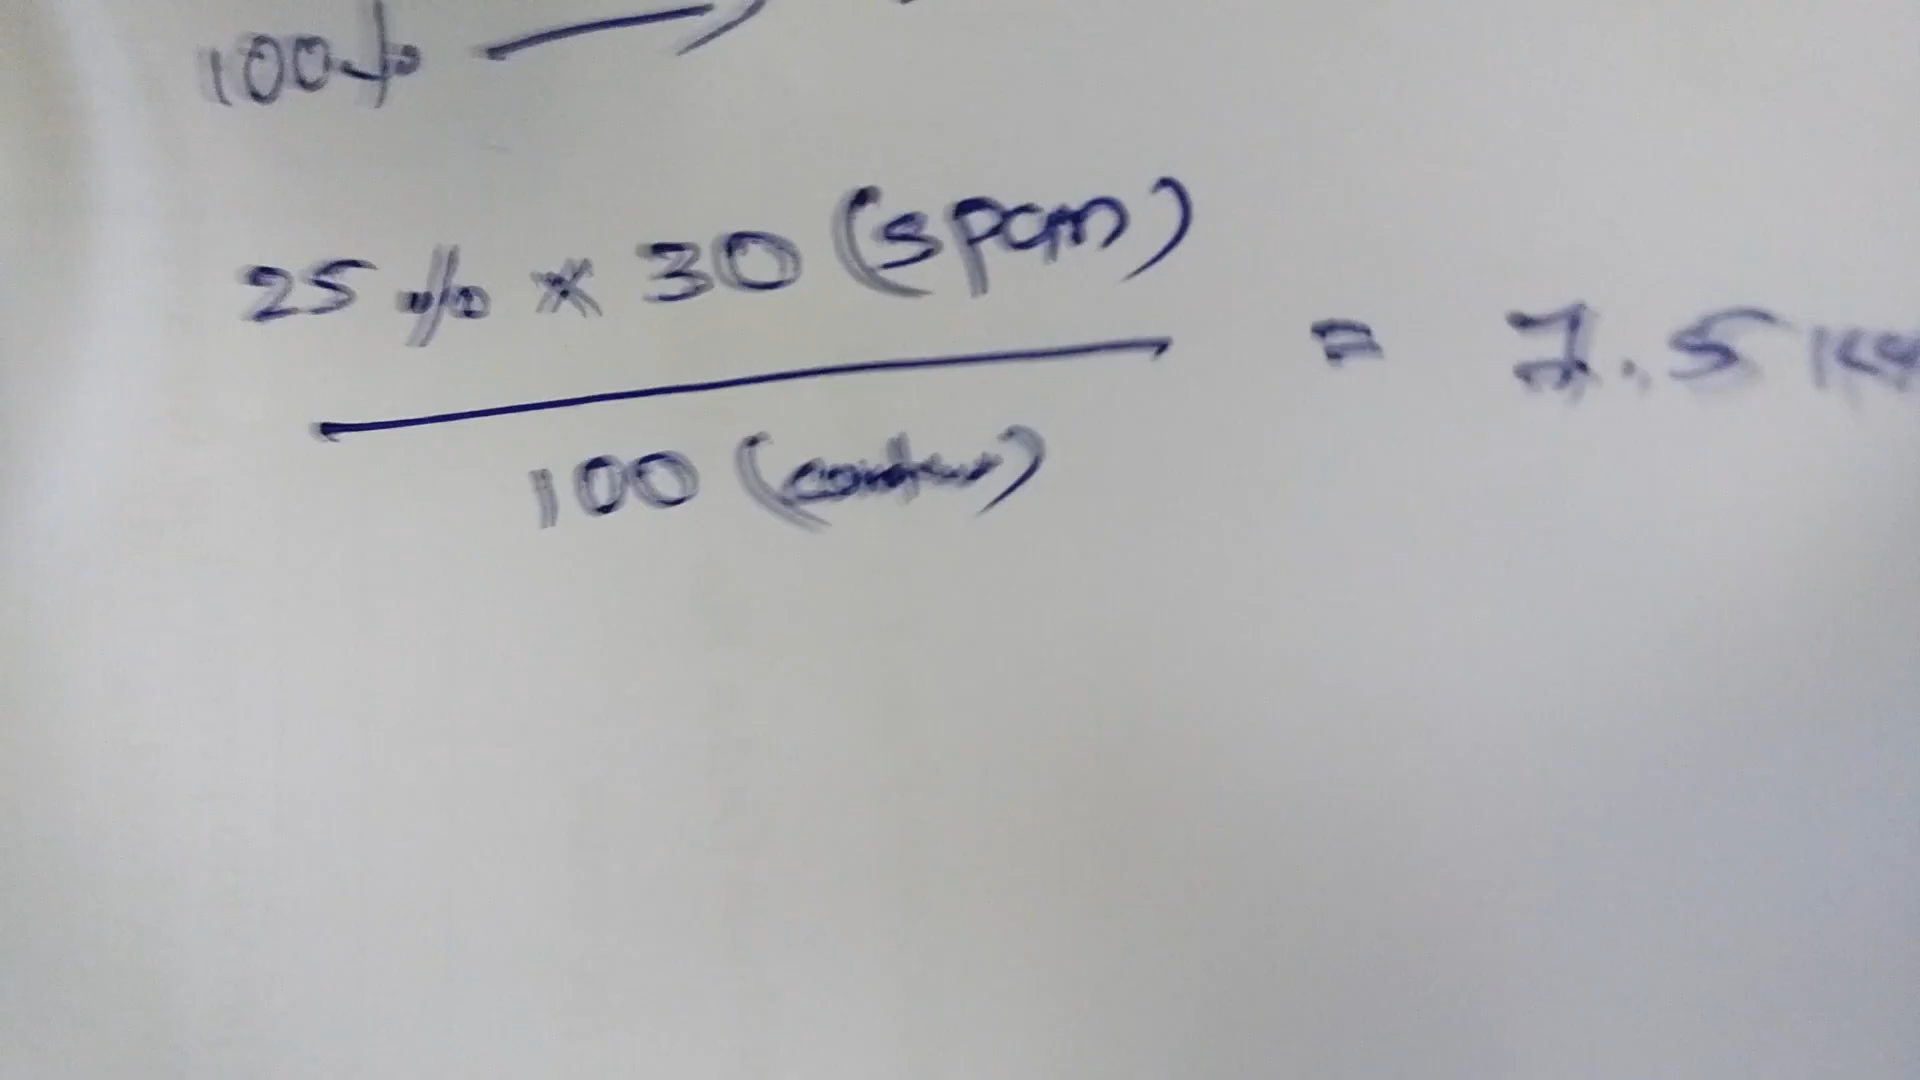 100% →
25% × 30 (span)
100
= 7.5